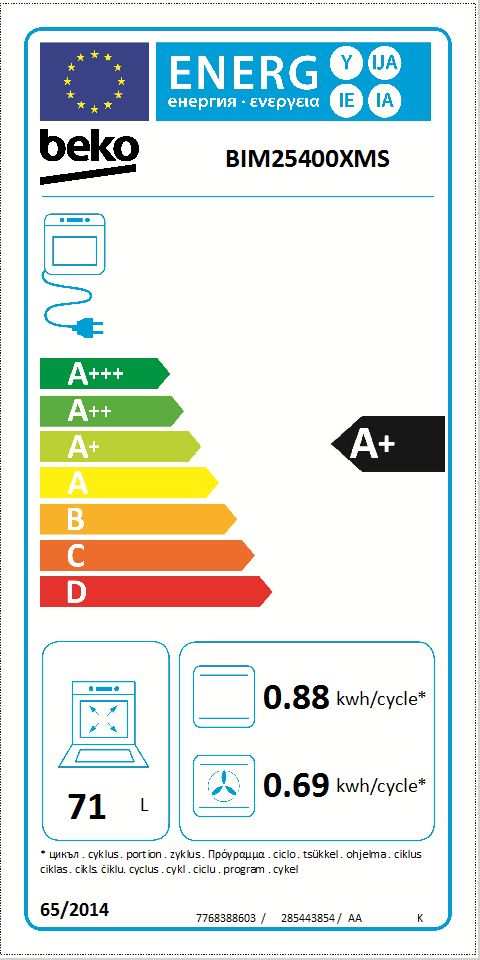 ENERG
енергия · ενεργεια
Y IJA
IE IA
beko
BIM25400XMS
A+++
A++
A+
A
B
C
D
A+
0.88 kwh/cycle*
0.69 kwh/cycle*
71 L
* цикъл . cyklus . portion . zyklus . Πρόγραμμα . ciclo . tsükkel . ohjelma . ciklus
ciklas . cikls. ċiklu. cyclus . cykl . ciclu . program . cykel
65/2014
7768388603 / 285443854 / AA K